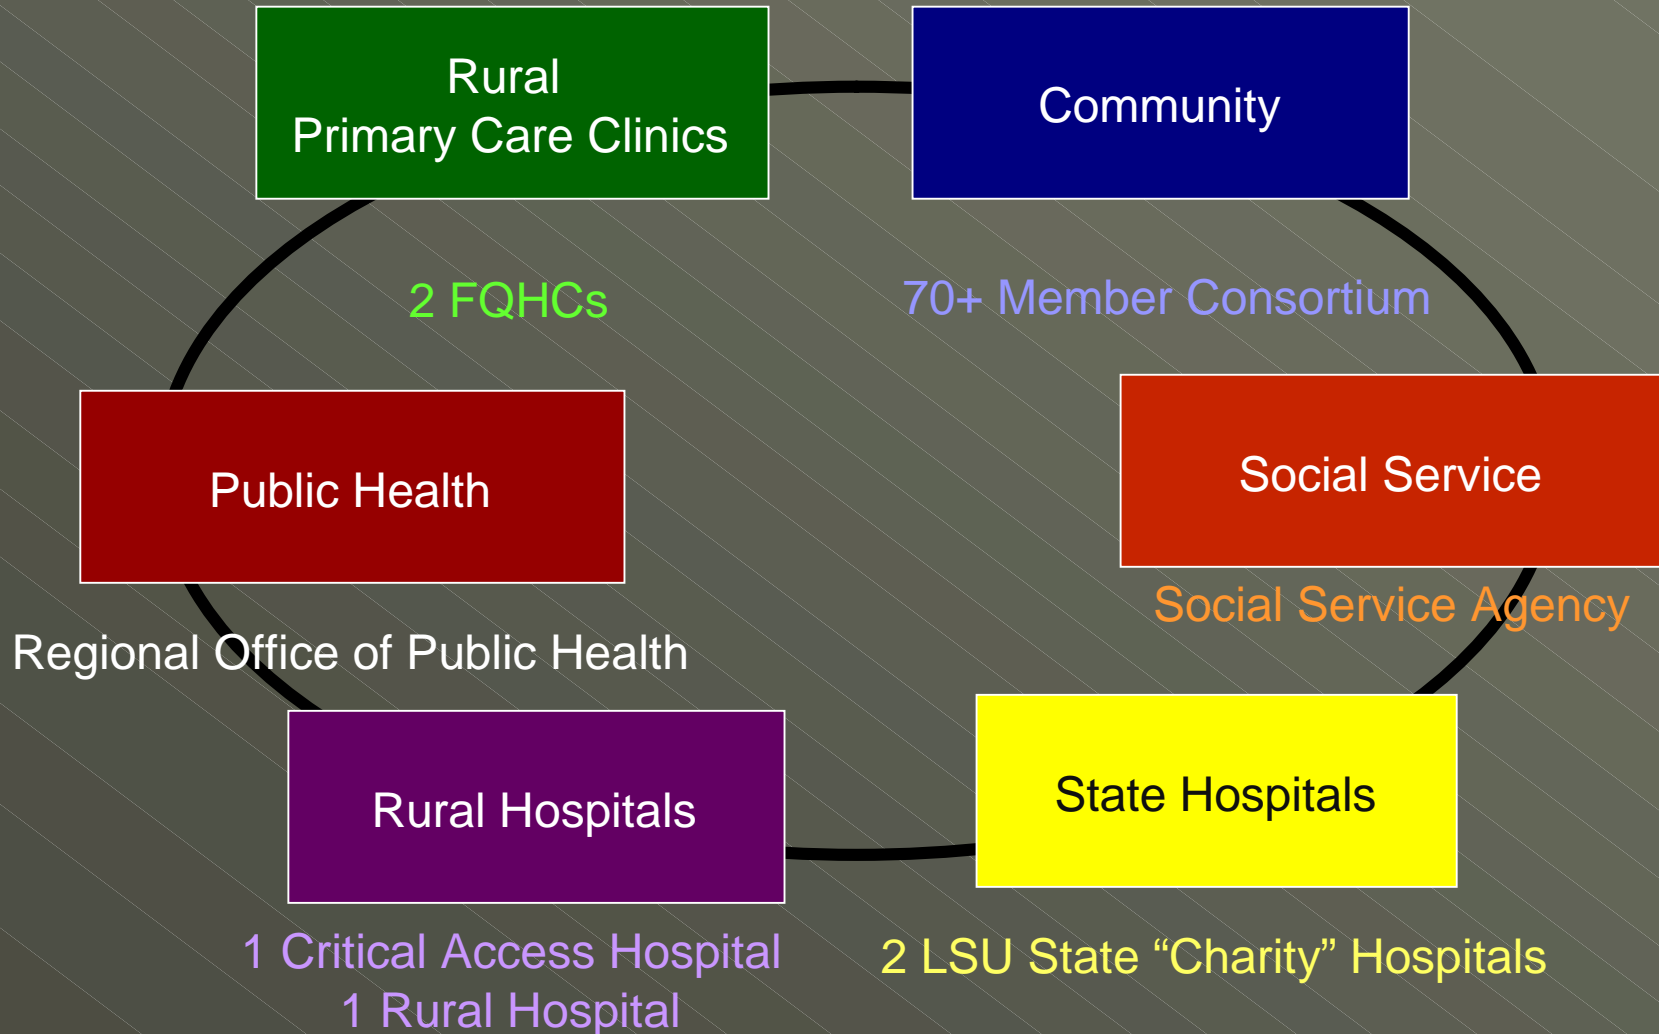 Rural
Primary Care Clinics
Community
2 FQHCs
70+ Member Consortium
Public Health
Social Service
Regional Office of Public Health
Social Service Agency
Rural Hospitals
State Hospitals
1 Critical Access Hospital
1 Rural Hospital
2 LSU State “Charity” Hospitals